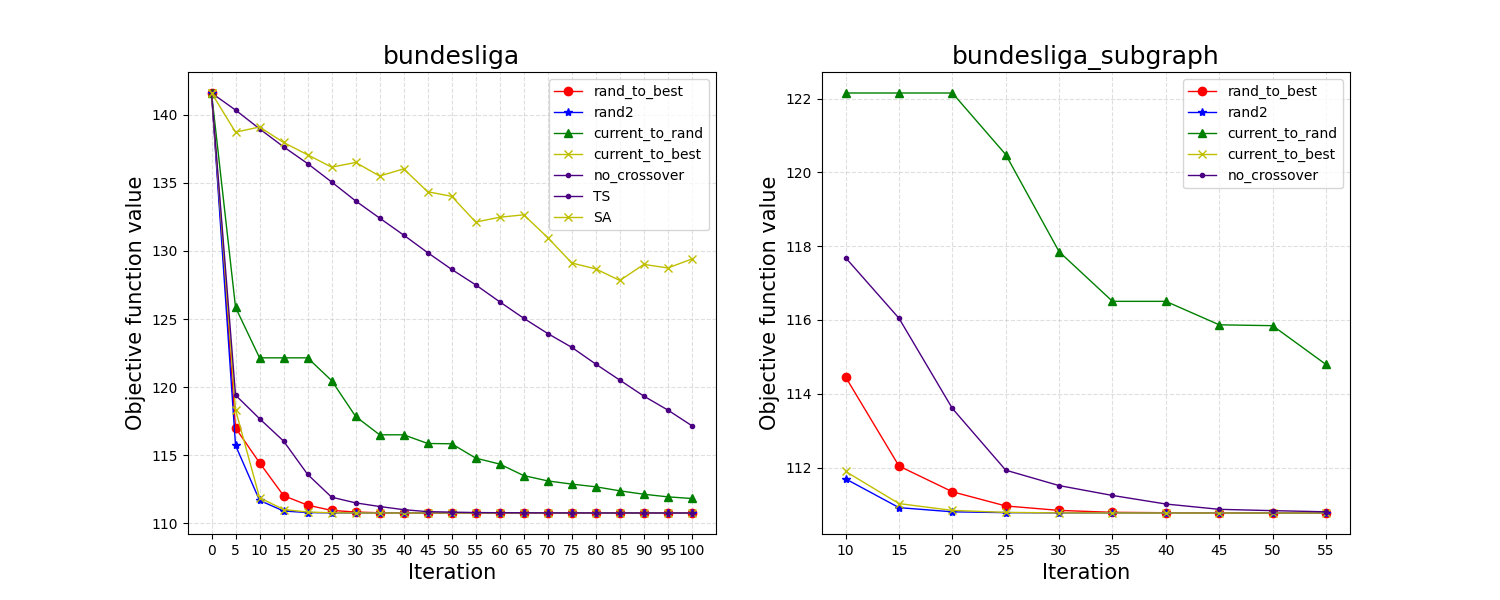 bundesliga
Objective function value
140
135
130
125
120
115
110
0 5 10 15 20 25 30 35 40 45 50 55 60 65 70 75 80 85 90 95 100
Iteration
rand_to_best
rand2
current_to_rand
current_to_best
no_crossover
TS
SA
bundesliga_subgraph
Objective function value
122
120
118
116
114
112
10 15 20 25 30 35 40 45 50 55
Iteration
rand_to_best
rand2
current_to_rand
current_to_best
no_crossover